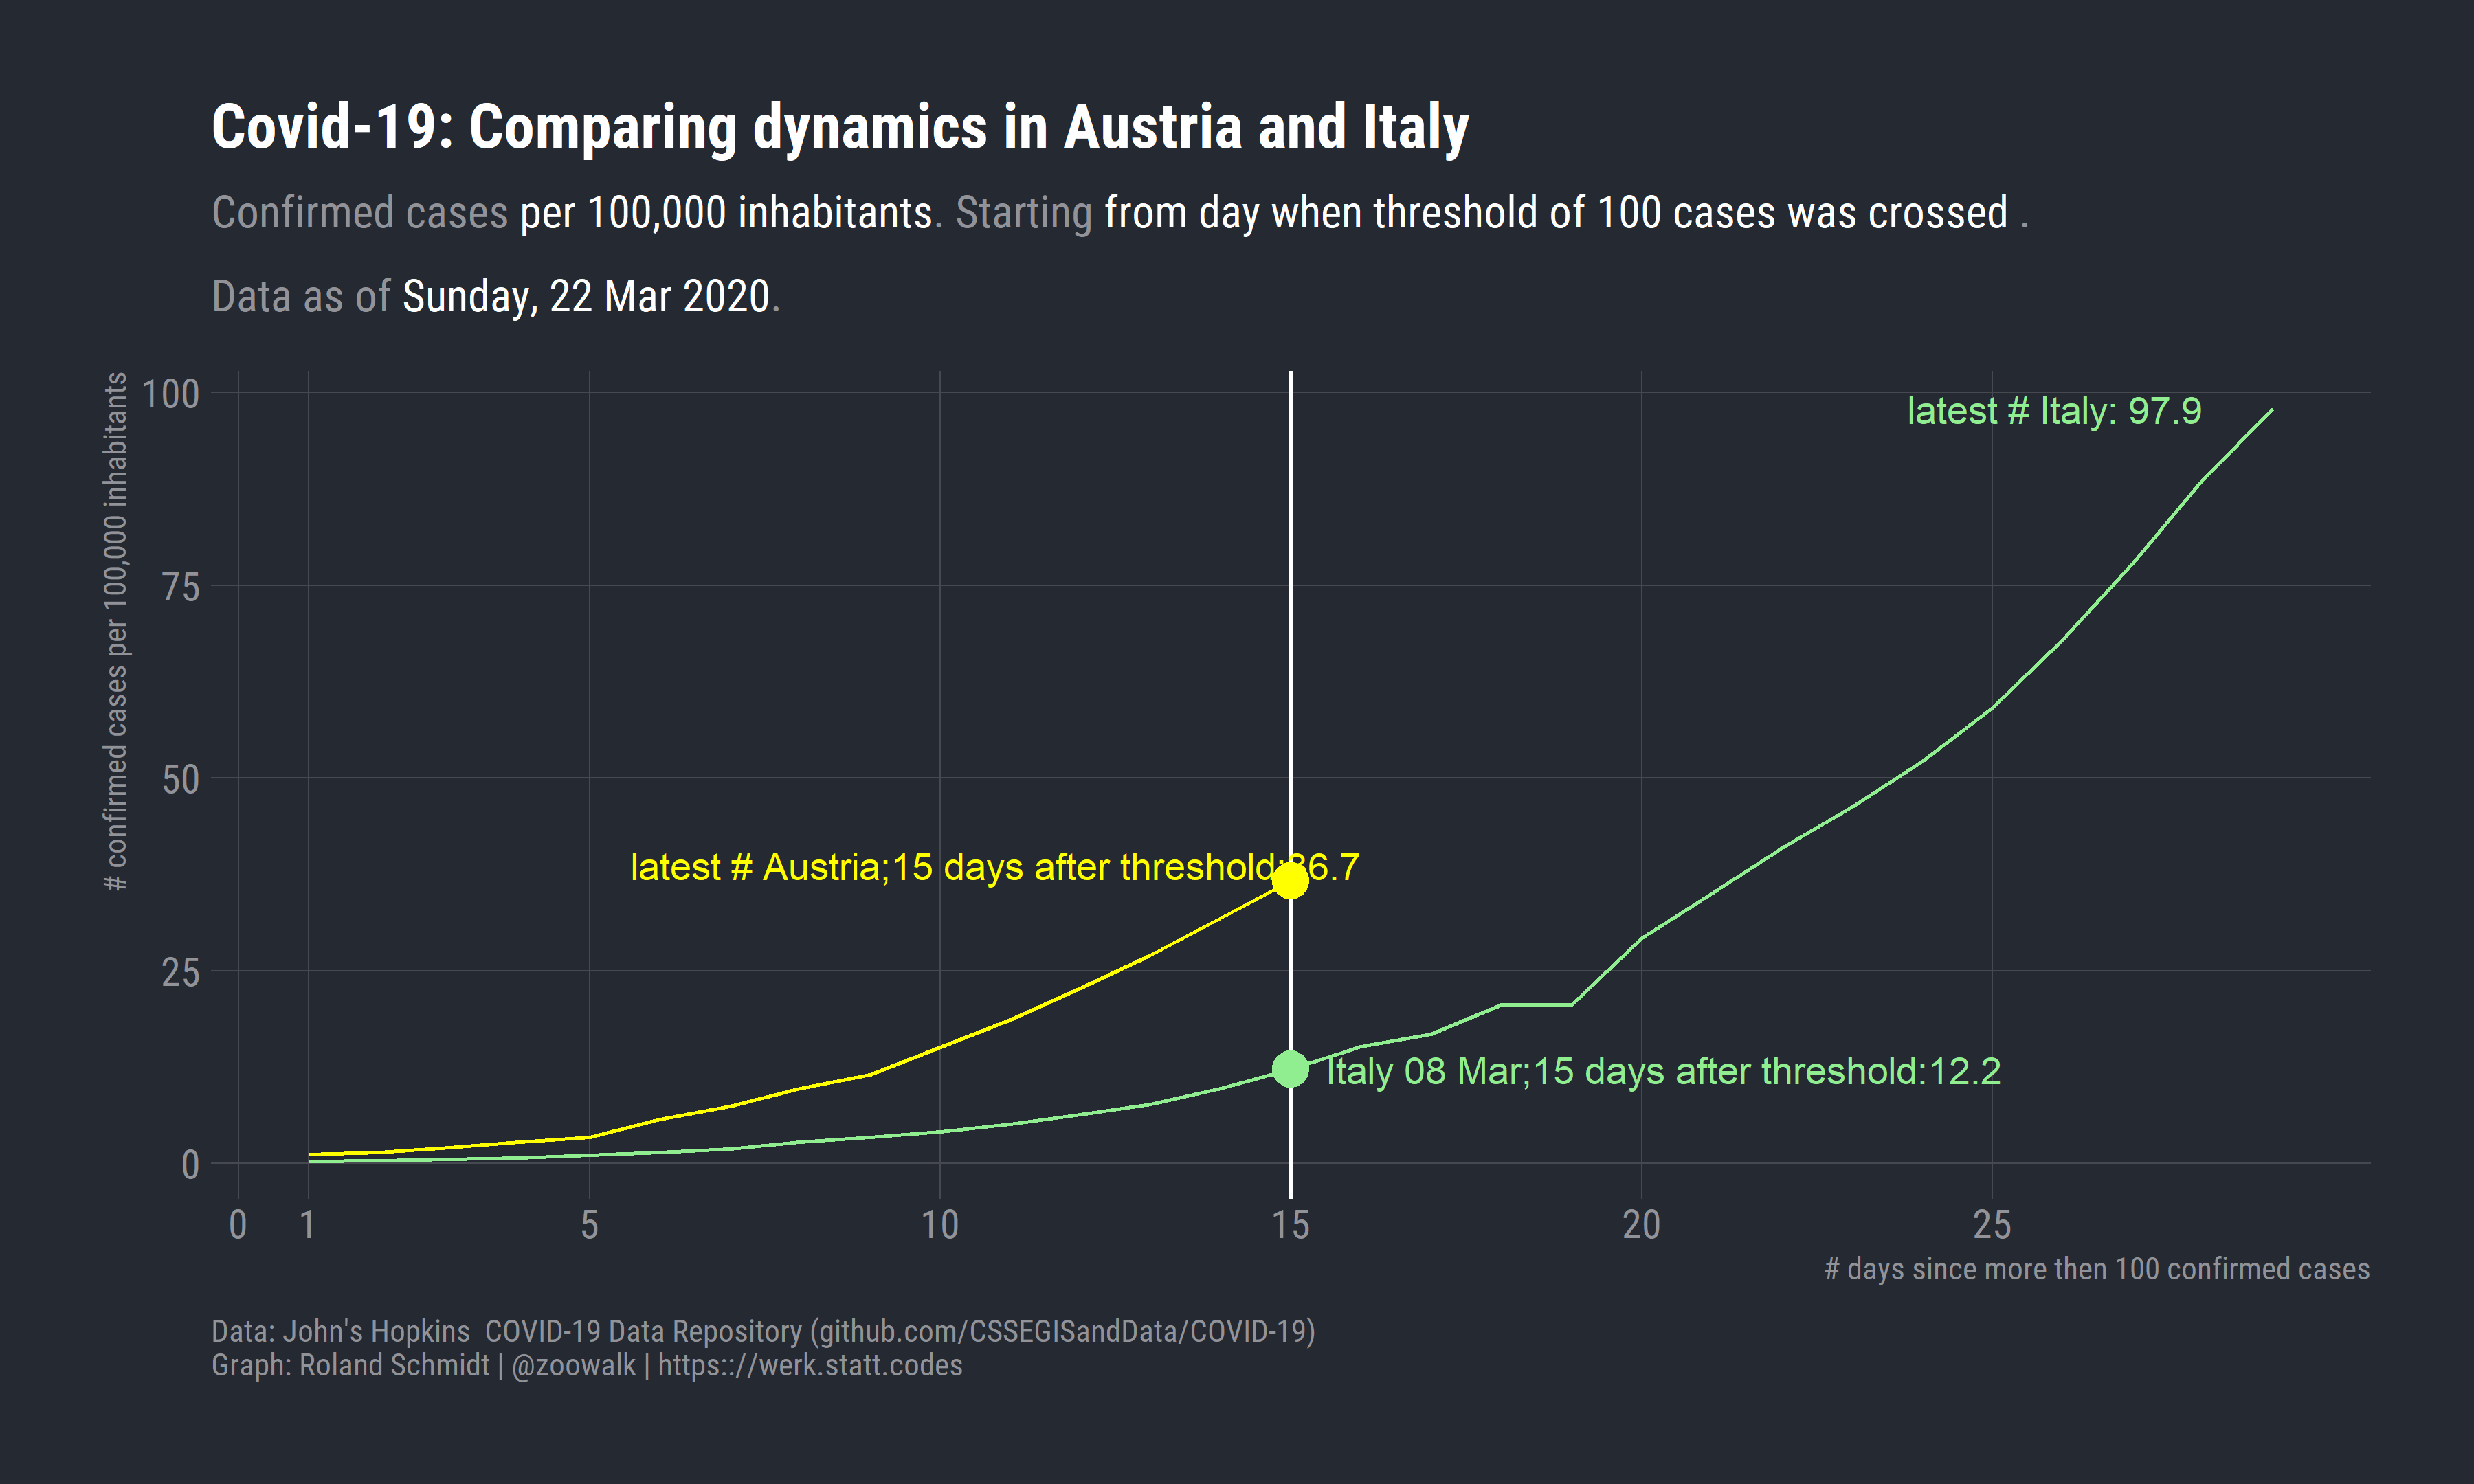 Covid-19: Comparing dynamics in Austria and Italy
Confirmed cases per 100,000 inhabitants. Starting from day when threshold of 100 cases was crossed .
Data as of Sunday, 22 Mar 2020.
# confirmed cases per 100,000 inhabitants
100
75
50
25
0
latest # Italy: 97.9
latest # Austria;15 days after threshold:36.7
Italy 08 Mar;15 days after threshold:12.2
0 1 5 10 15 20 25
# days since more then 100 confirmed cases
Data: John's Hopkins  COVID-19 Data Repository (github.com/CSSEGISandData/COVID-19)
Graph: Roland Schmidt | @zoowalk | https:://werk.statt.codes